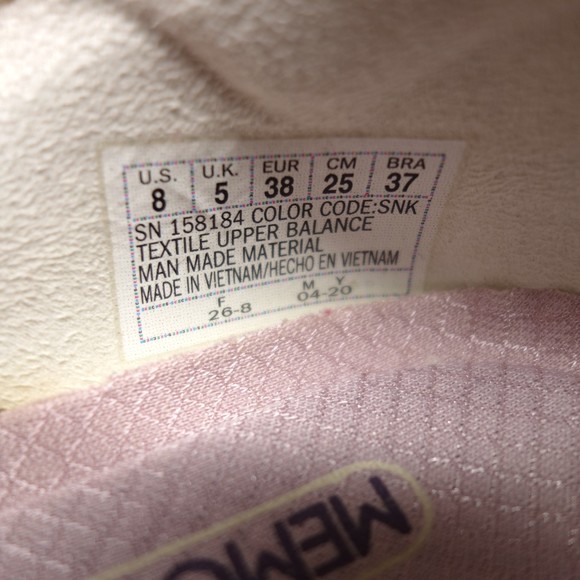 U.S. U.K. EUR CM BRA
8 5 38 25 37
SN 158184 COLOR CODE:SNK
TEXTILE UPPER BALANCE
MAN MADE MATERIAL
MADE IN VIETNAM/HECHO EN VIETNAM
F M Y
26-8 04-20
MEMO